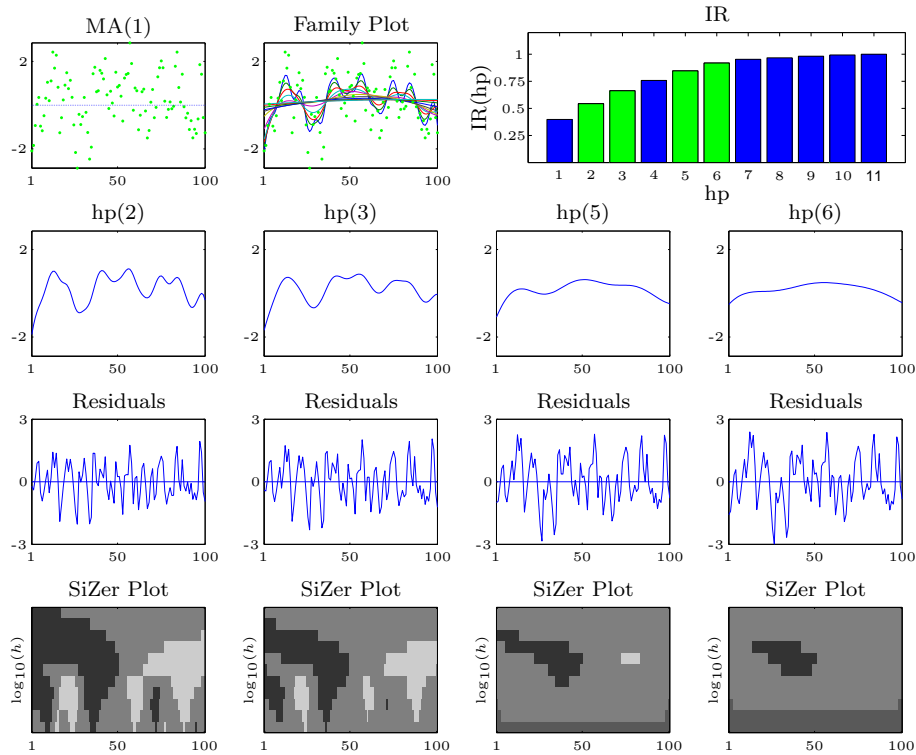 MA(1)
2
-2
1 50 100
Family Plot
2
-2
1 50 100
IR
IR(hp)
1
0.75
0.5
0.25
1 2 3 4 5 6 7 8 9 10 11
hp
hp(2)
2
-2
1 50 100
hp(3)
2
-2
1 50 100
hp(5)
2
-2
1 50 100
hp(6)
2
-2
1 50 100
Residuals
3
0
-3
1 50 100
Residuals
3
0
-3
1 50 100
Residuals
3
0
-3
1 50 100
Residuals
3
0
-3
1 50 100
SiZer Plot
log10(h)
1 50 100
SiZer Plot
log10(h)
1 50 100
SiZer Plot
log10(h)
1 50 100
SiZer Plot
log10(h)
1 50 100